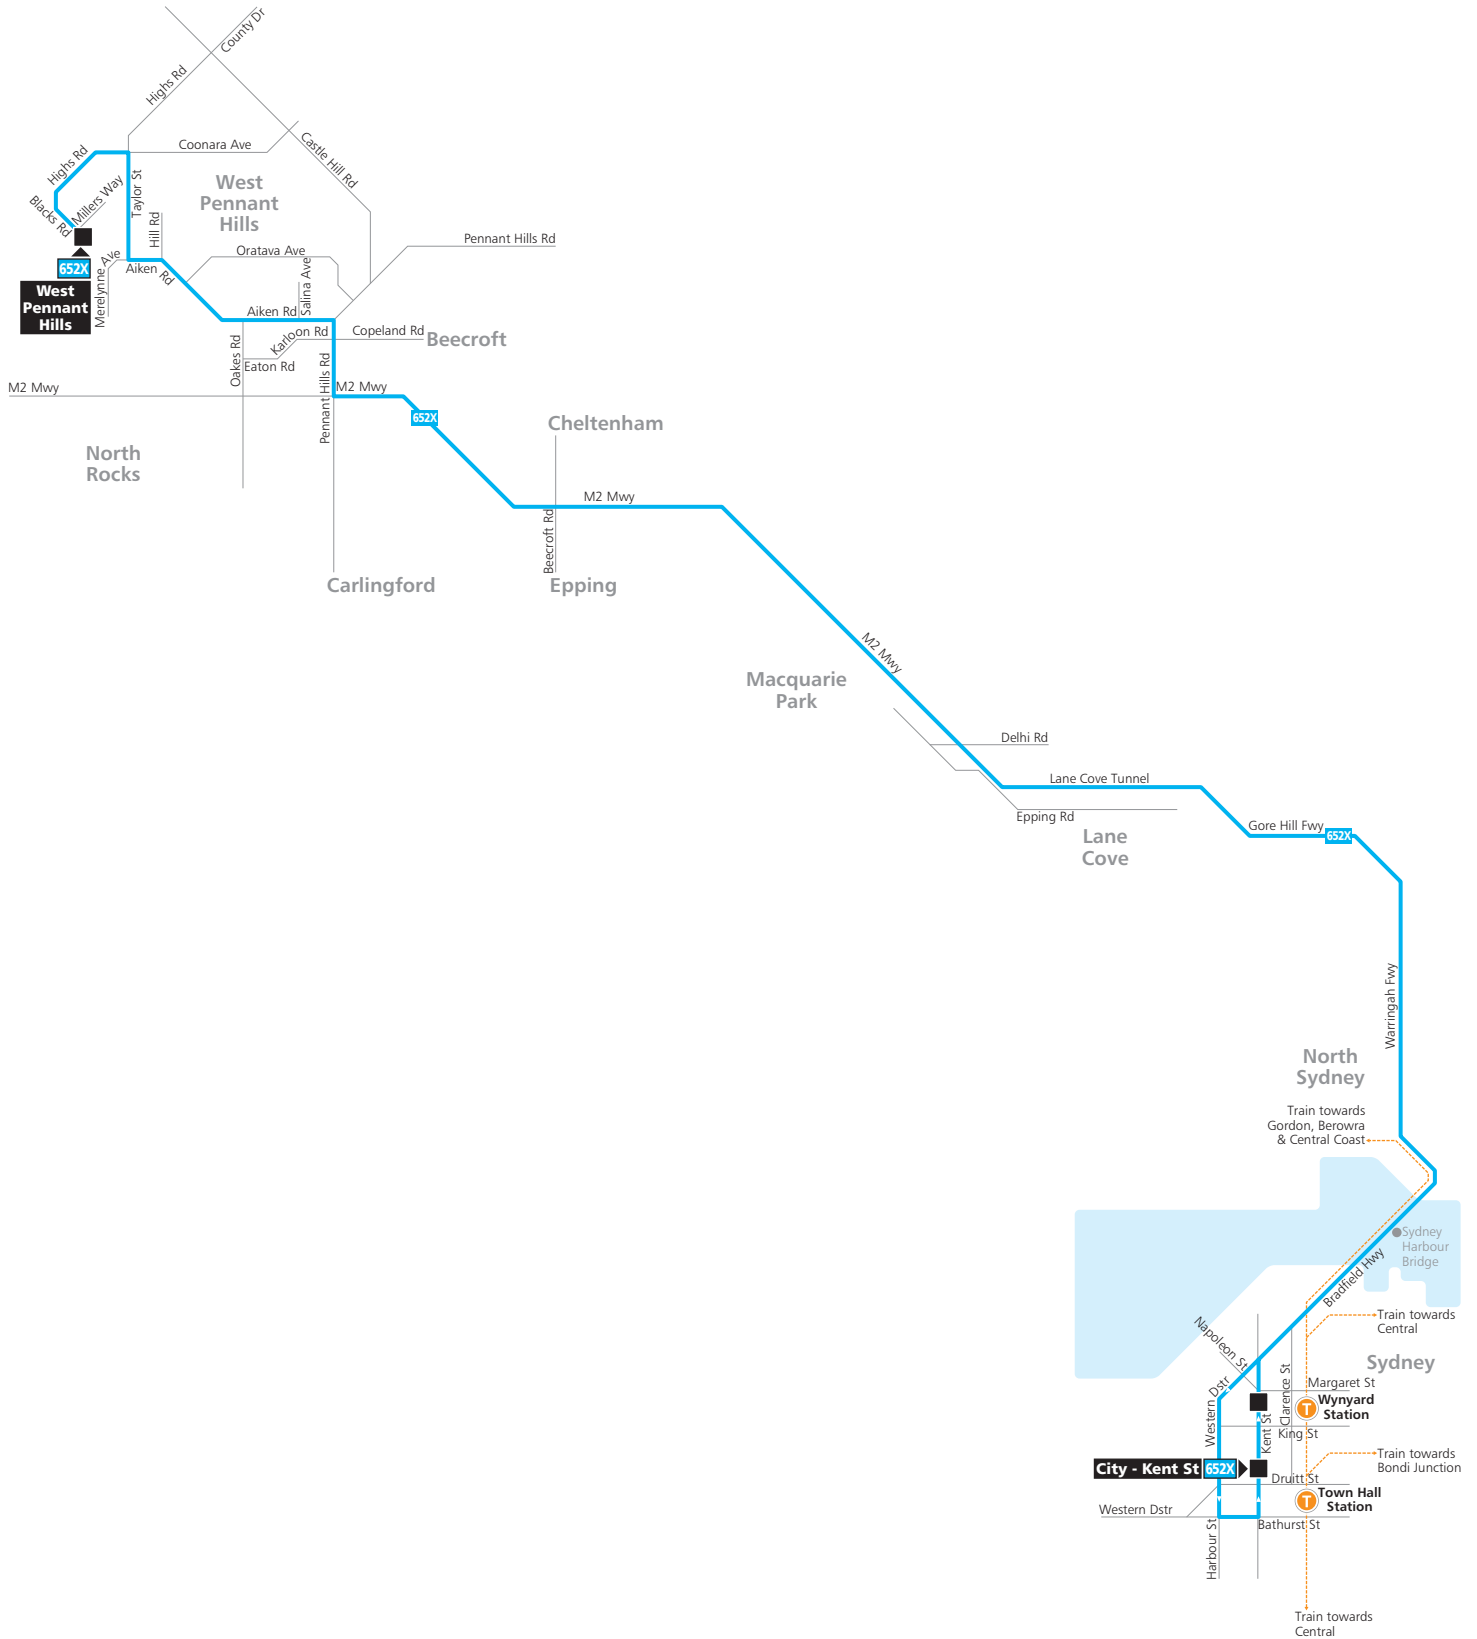 County Dr
Highs Rd
Coonara Ave
Castle Hill Rd
Highs Rd
Taylor St
Millers Way
Blacks Rd
West
Pennant
Hills
Hill Rd
Pennant Hills Rd
Oratava Ave
Salina Ave
Merelynne Ave
Aiken Rd
652X
West
Pennant
Hills
Aiken Rd
Karloon Rd
Copeland Rd
Beecroft
Oakes Rd
Eaton Rd
Pennant Hills Rd
M2 Mwy
M2 Mwy
652X
North
Rocks
Cheltenham
M2 Mwy
Beecroft Rd
Carlingford
Epping
M2 Mwy
Macquarie
Park
Delhi Rd
Lane Cove Tunnel
Epping Rd
Lane
Cove
Gore Hill Fwy
652X
Warringah Fwy
North
Sydney
Train towards
Gordon, Berowra
& Central Coast
Sydney
Harbour
Bridge
Bradfield Hwy
Train towards
Central
Napoleon St
Sydney
Western Dstr
Clarence St
Margaret St
T
Wynyard
Station
Kent St
King St
Train towards
Bondi Junction
City - Kent St
652X
Druitt St
T
Town Hall
Station
Western Dstr
Bathurst St
Harbour St
Train towards
Central